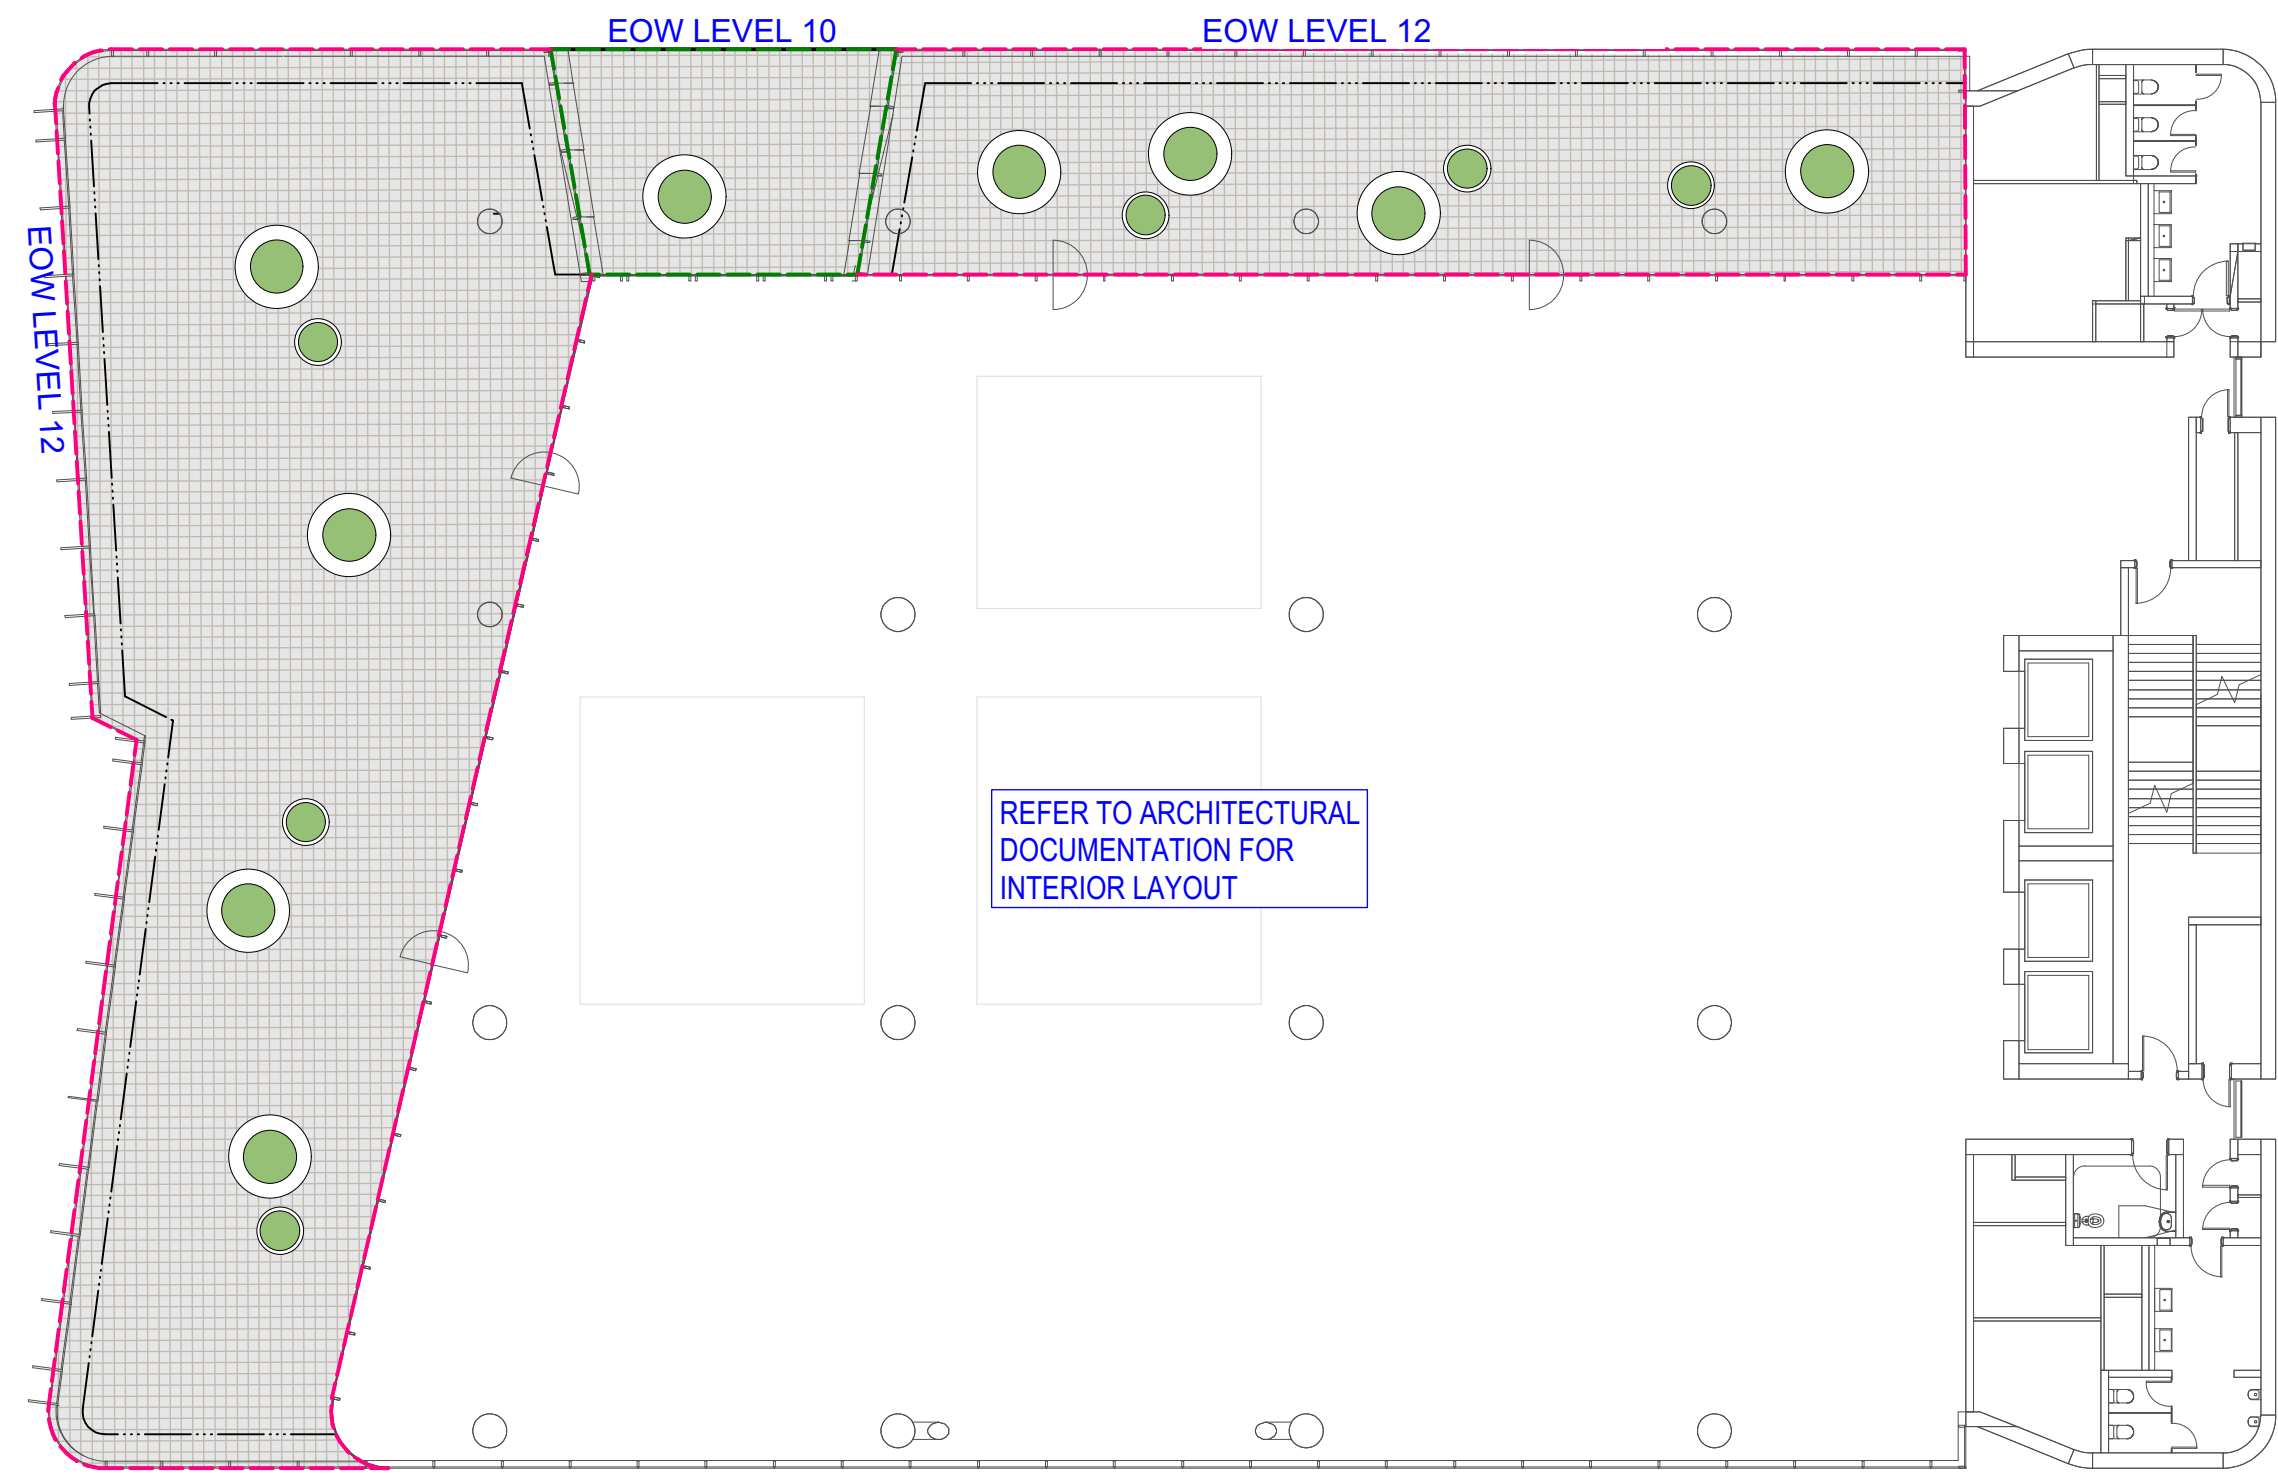 EOW LEVEL 10
EOW LEVEL 12
EOW LEVEL 12
REFER TO ARCHITECTURAL
DOCUMENTATION FOR
INTERIOR LAYOUT